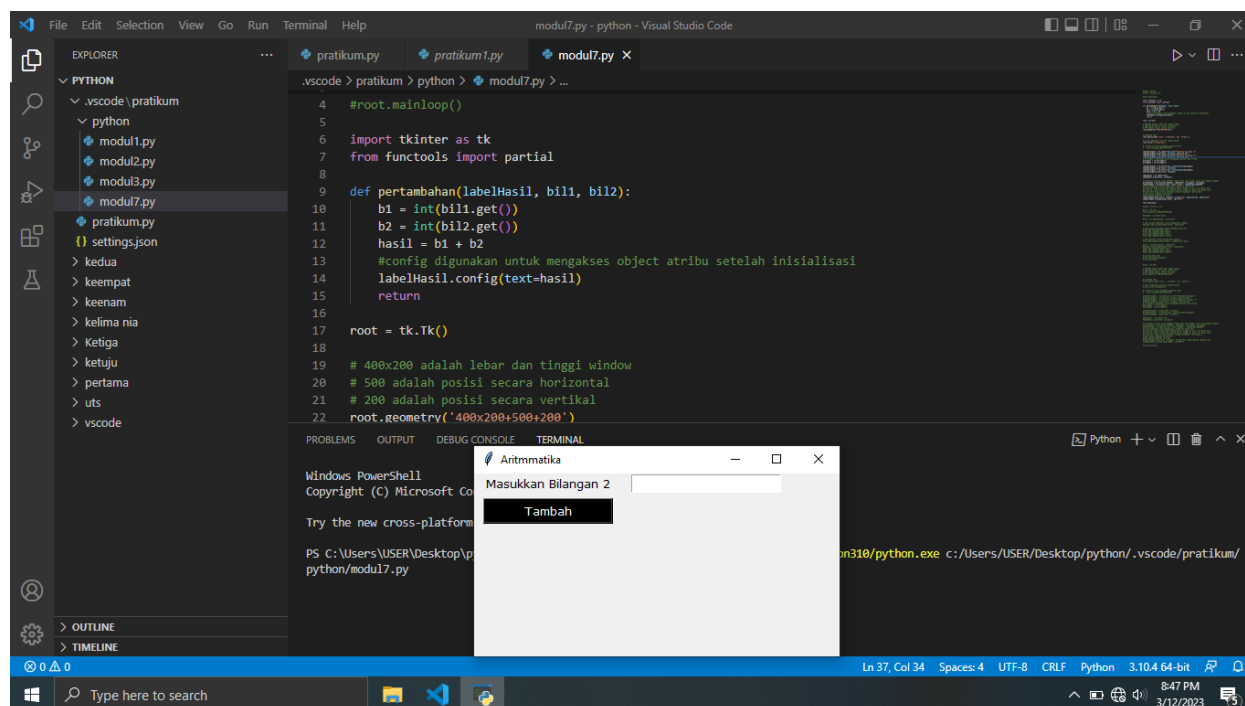 File Edit Selection View Go Run Terminal Help modul7.py - python - Visual Studio Code
EXPLORER
PYTHON
.vscode\pratikum
python
modul1.py
modul2.py
modul3.py
modul7.py
pratikum.py
{} settings.json
kedua
keempat
keenam
kelima nia
Ketiga
ketuju
pertama
uts
vscode
OUTLINE
TIMELINE
pratikum.py pratikum1.py modul7.py
.vscode > pratikum > python > modul7.py > ...
4 #root.mainloop()
5
6 import tkinter as tk
7 from functools import partial
8
9 def pertambahan(labelHasil, bil1, bil2):
10 b1 = int(bil1.get())
11 b2 = int(bil2.get())
12 hasil = b1 + b2
13 #config digunakan untuk mengakses object atribu setelah inisialisasi
14 labelHasil.config(text=hasil)
15 return
16
17 root = tk.Tk()
18
19 # 400x200 adalah lebar dan tinggi window
20 # 500 adalah posisi secara horizontal
21 # 200 adalah posisi secara vertikal
22 root.geometry('400x200+500+200')
PROBLEMS OUTPUT DEBUG CONSOLE TERMINAL Python
Windows PowerShell
Copyright (C) Microsoft Co
Try the new cross-platform
PS C:\Users\USER\Desktop\p on310/python.exe c:/Users/USER/Desktop/python/.vscode/pratikum/
python/modul7.py
Aritmmatika
Masukkan Bilangan 2
Tambah
0 0 Ln 37, Col 34 Spaces: 4 UTF-8 CRLF Python 3.10.4 64-bit
Type here to search
8:47 PM
3/12/2023
5